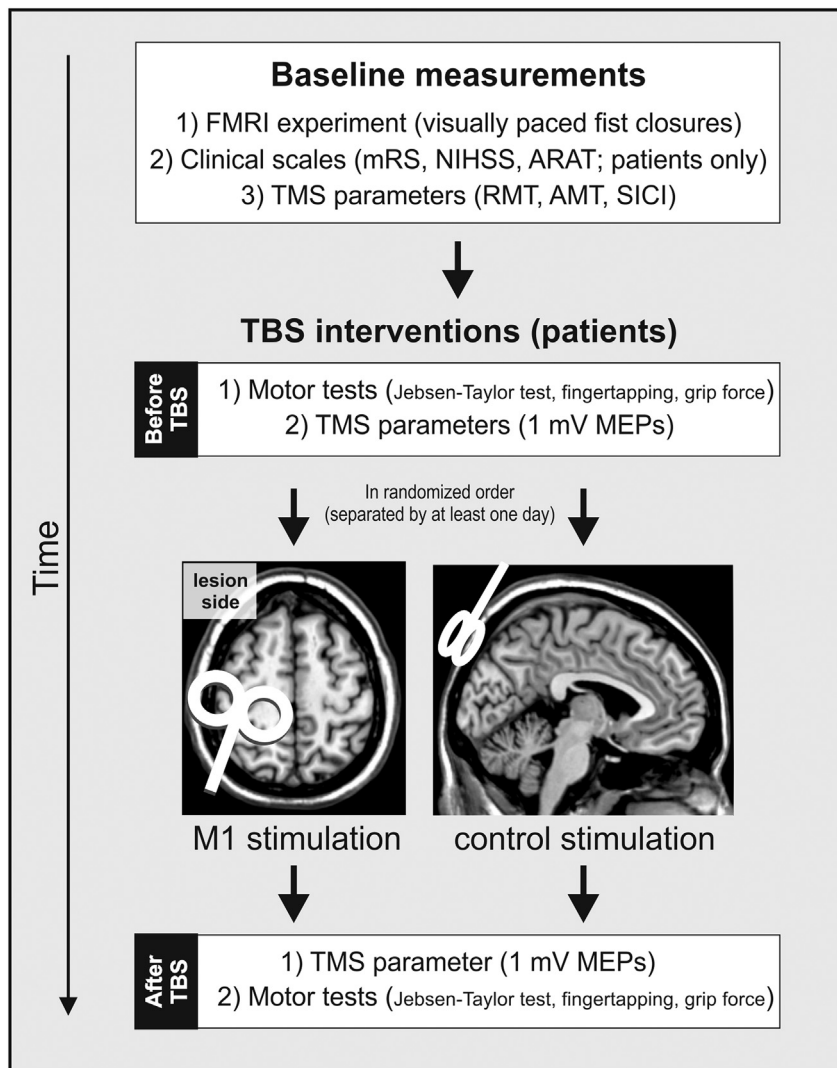 Baseline measurements
1) FMRI experiment (visually paced fist closures)
2) Clinical scales (mRS, NIHSS, ARAT; patients only)
3) TMS parameters (RMT, AMT, SICI)
TBS interventions (patients)
Before
TBS
1) Motor tests (Jebsen-Taylor test, fingertapping, grip force)
2) TMS parameters (1 mV MEPs)
In randomized order
(separated by at least one day)
Time
lesion
side
M1 stimulation
control stimulation
After
TBS
1) TMS parameter (1 mV MEPs)
2) Motor tests (Jebsen-Taylor test, fingertapping, grip force)